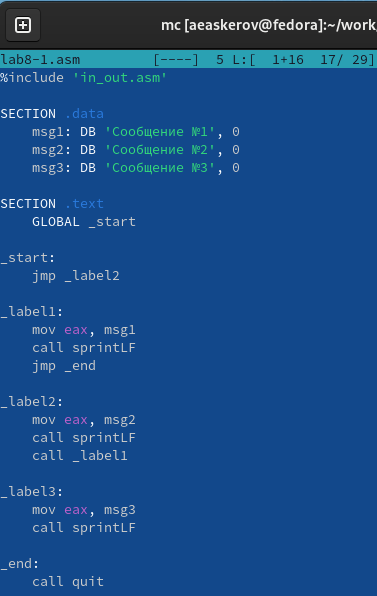 mc [aeaskerov@fedora]:~/work
lab8-1.asm [----] 5 L:[ 1+16 17/ 29]
%include 'in_out.asm'
SECTION .data
msg1: DB 'Сообщение №1', 0
msg2: DB 'Сообщение №2', 0
msg3: DB 'Сообщение №3', 0
SECTION .text
GLOBAL _start
_start:
jmp _label2
_label1:
mov eax, msg1
call sprintLF
jmp _end
_label2:
mov eax, msg2
call sprintLF
call _label1
_label3:
mov eax, msg3
call sprintLF
_end:
call quit